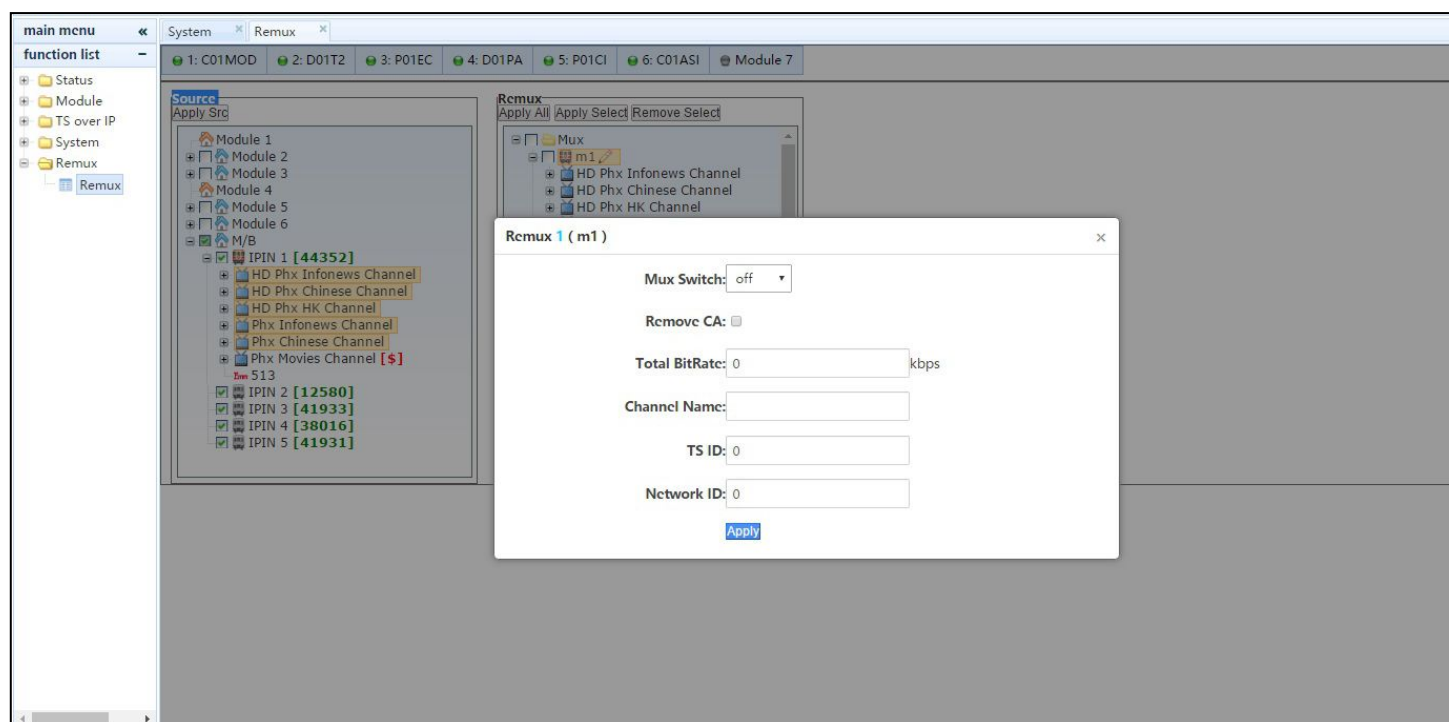 main menu «
function list −
Status
Module
TS over IP
System
Remux
Remux
System ×
Remux ×
1: C01MOD
2: D01T2
3: P01EC
4: D01PA
5: P01CI
6: C01ASI
Module 7
Source
Apply Src
Module 1
Module 2
Module 3
Module 4
Module 5
Module 6
M/B
IPIN 1 [44352]
HD Phx Infonews Channel
HD Phx Chinese Channel
HD Phx HK Channel
Phx Infonews Channel
Phx Chinese Channel
Phx Movies Channel [$]
513
IPIN 2 [12580]
IPIN 3 [41933]
IPIN 4 [38016]
IPIN 5 [41931]
Remux
Apply All Apply Select Remove Select
Mux
m1
HD Phx Infonews Channel
HD Phx Chinese Channel
HD Phx HK Channel
Remux 1 ( m1 ) ×
Mux Switch: off
Remove CA:
Total BitRate: 0 kbps
Channel Name:
TS ID: 0
Network ID: 0
Apply